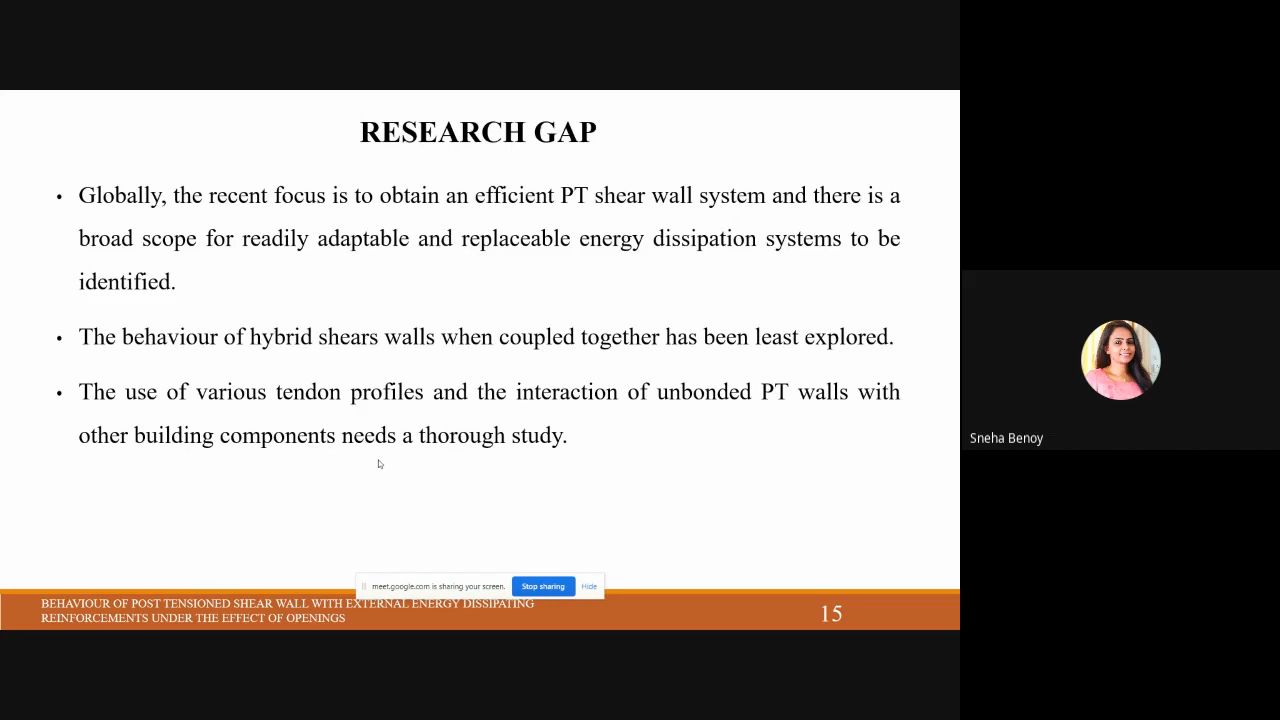 RESEARCH GAP
• Globally, the recent focus is to obtain an efficient PT shear wall system and there is a
broad scope for readily adaptable and replaceable energy dissipation systems to be
identified.
• The behaviour of hybrid shears walls when coupled together has been least explored.
• The use of various tendon profiles and the interaction of unbonded PT walls with
other building components needs a thorough study.
Sneha Benoy
meet.google.com is sharing your screen. Stop sharing Hide
BEHAVIOUR OF POST TENSIONED SHEAR WALL WITH EXTERNAL ENERGY DISSIPATING
REINFORCEMENTS UNDER THE EFFECT OF OPENINGS
15